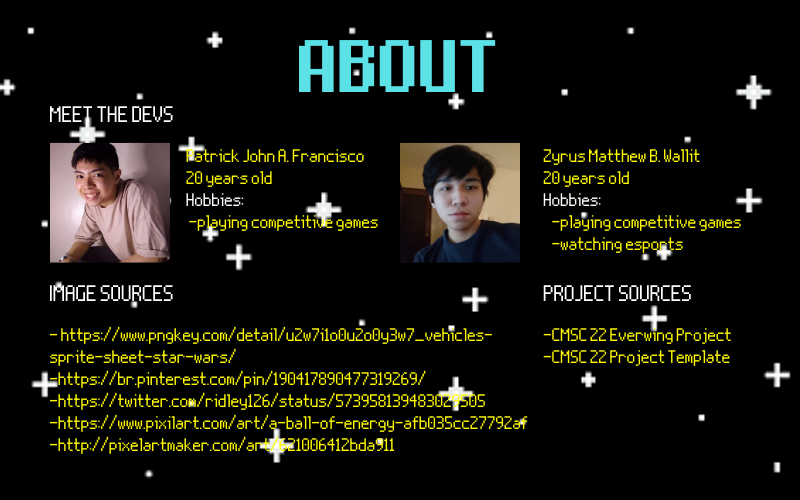 ABOUT
MEET THE DEVS
Patrick John A. Francisco
20 years old
Hobbies:
-playing competitive games
Zyrus Matthew B. Wallit
20 years old
Hobbies:
-playing competitive games
-watching esports
IMAGE SOURCES
- https://www.pngkey.com/detail/u2w7i1o0u2o0y3w7_vehicles-
sprite-sheet-star-wars/
-https://br.pinterest.com/pin/190417890477319269/
-https://twitter.com/ridley126/status/
-https://www.pixilart.com/art/a-ball-of-energy-afb035cc27792af
-http://pixelartmaker.com/art/
PROJECT SOURCES
-CMSC 22 Everwing Project
-CMSC 22 Project Template